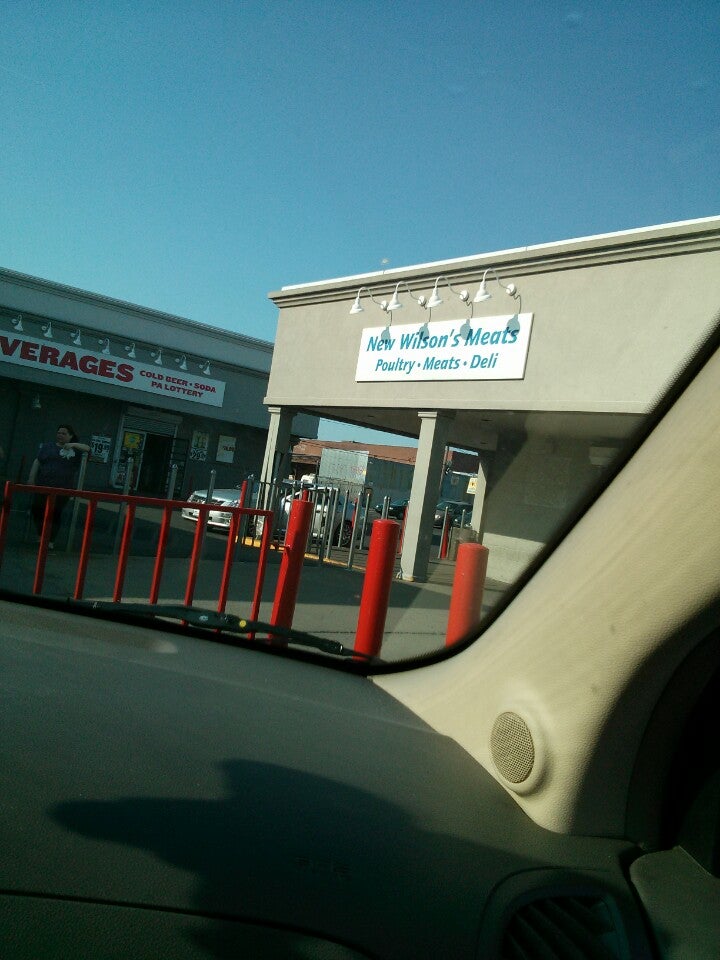 VERAGES
COLD BEER • SODA
PA LOTTERY
New Wilson's Meats
Poultry • Meats • Deli